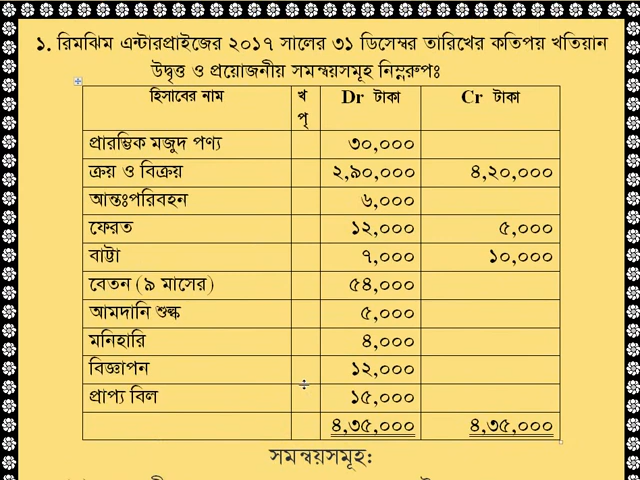 ১. রিমঝিম এন্টারপ্রাইজের ২০১৭ সালের ৩১ ডিসেম্বর তারিখের কতিপয় খতিয়ান
উদ্বৃত্ত ও প্রয়োজনীয় সমন্বয়সমূহ নিম্নরুপঃ
হিসাবের নাম খ পৃ Dr টাকা Cr টাকা
প্রারম্ভিক মজুদ পণ্য ৩০,০০০
ক্রয় ও বিক্রয় ২,৯০,০০০ ৪,২০,০০০
আন্তঃপরিবহন ৬,০০০
ফেরত ১২,০০০ ৫,০০০
বাট্টা ৭,০০০ ১০,০০০
বেতন (৯ মাসের) ৫৪,০০০
আমদানি শুল্ক ৫,০০০
মনিহারি ৪,০০০
বিজ্ঞাপন ১২,০০০
প্রাপ্য বিল ১৫,০০০
৪,৩৫,০০০ ৪,৩৫,০০০
সমন্বয়সমূহ: